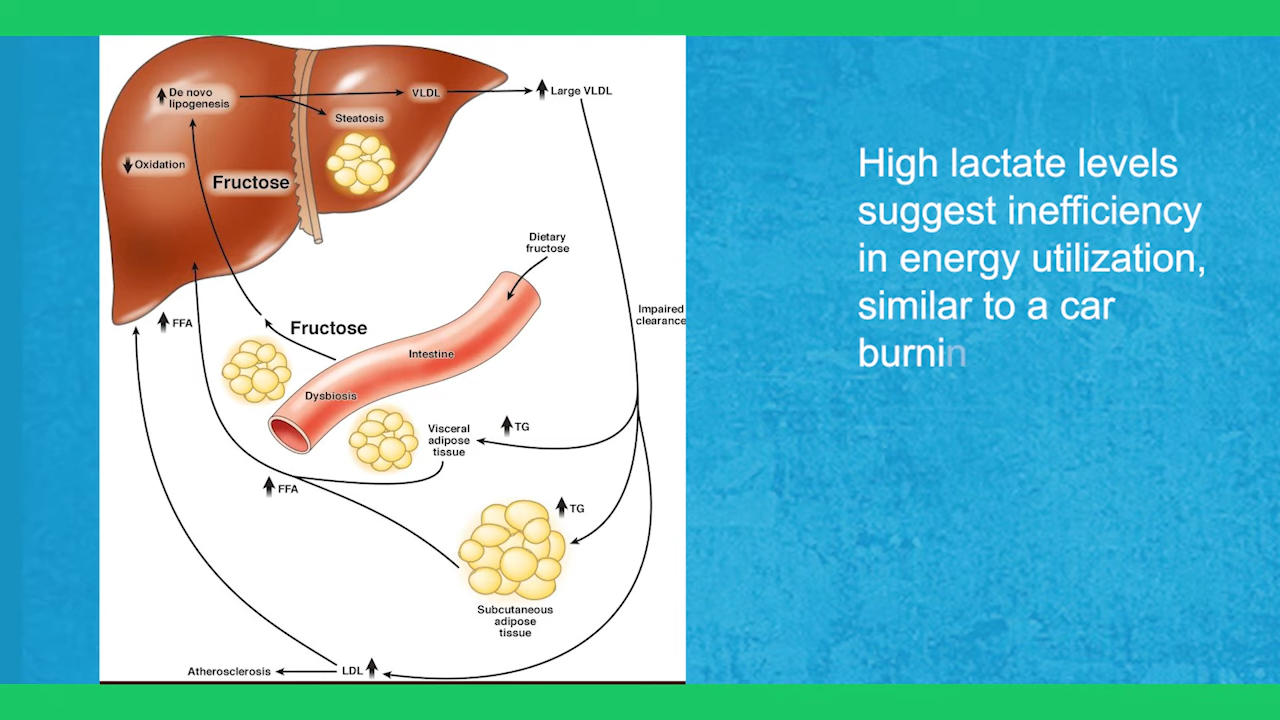 De novo
lipogenesis
VLDL
Large VLDL
Steatosis
Oxidation
Fructose
Dietary
fructose
FFA
Fructose
Impaired
clearance
Intestine
Dysbiosis
Visceral
adipose
tissue
TG
FFA
TG
Subcutaneous
adipose
tissue
Atherosclerosis
LDL
High lactate levels
suggest inefficiency
in energy utilization,
similar to a car
burnin